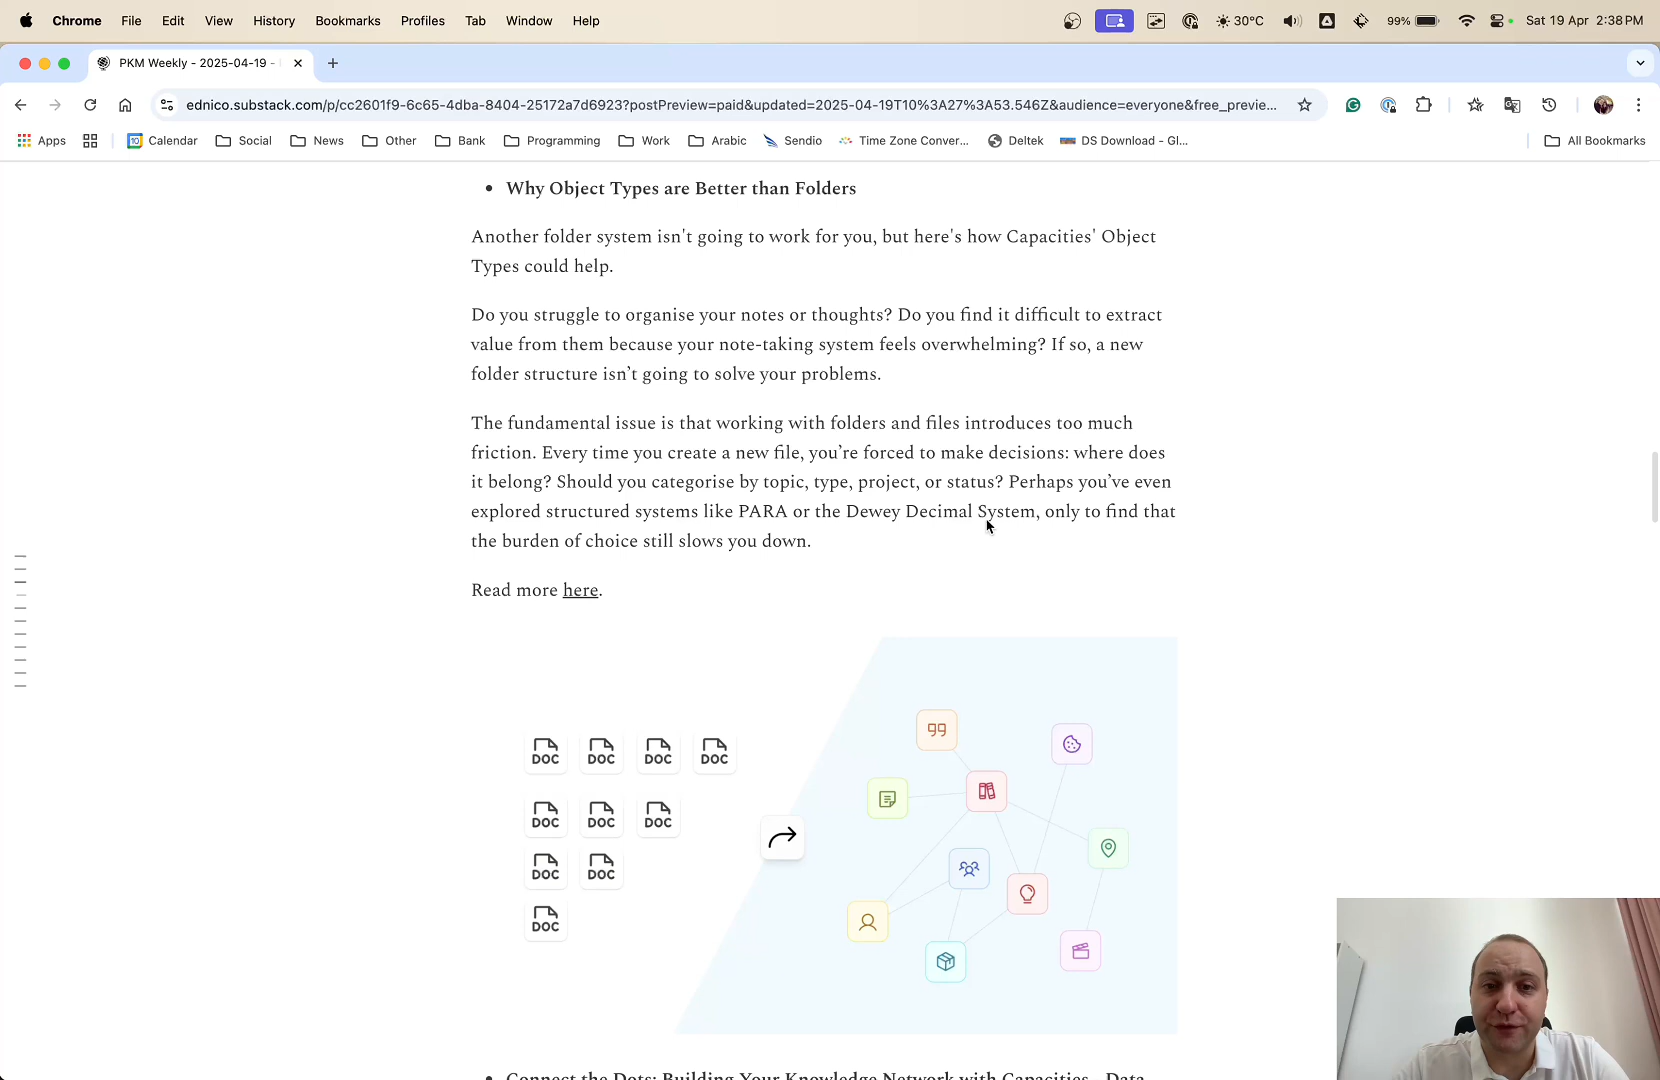 Chrome File Edit View History Bookmarks Profiles Tab Window Help 30°C 99% Sat 19 Apr 2:38 PM
PKM Weekly - 2025-04-19 -
ednico.substack.com/p/cc2601f9-6c65-4dba-8404-25172a7d6923?postPreview=paid&updated=2025-04-19T10%3A27%3A53.546Z&audience=everyone&free_previe...
Apps Calendar Social News Other Bank Programming Work Arabic Sendio Time Zone Conver... Deltek DS Download - Gl... All Bookmarks
• Why Object Types are Better than Folders
Another folder system isn't going to work for you, but here's how Capacities' Object
Types could help.
Do you struggle to organise your notes or thoughts? Do you find it difficult to extract
value from them because your note-taking system feels overwhelming? If so, a new
folder structure isn’t going to solve your problems.
The fundamental issue is that working with folders and files introduces too much
friction. Every time you create a new file, you’re forced to make decisions: where does
it belong? Should you categorise by topic, type, project, or status? Perhaps you’ve even
explored structured systems like PARA or the Dewey Decimal System, only to find that
the burden of choice still slows you down.
Read more here.
DOC DOC DOC DOC
DOC DOC DOC
DOC DOC
DOC
• Connect the Dots: Building Your Knowledge Network with Capacities - Data